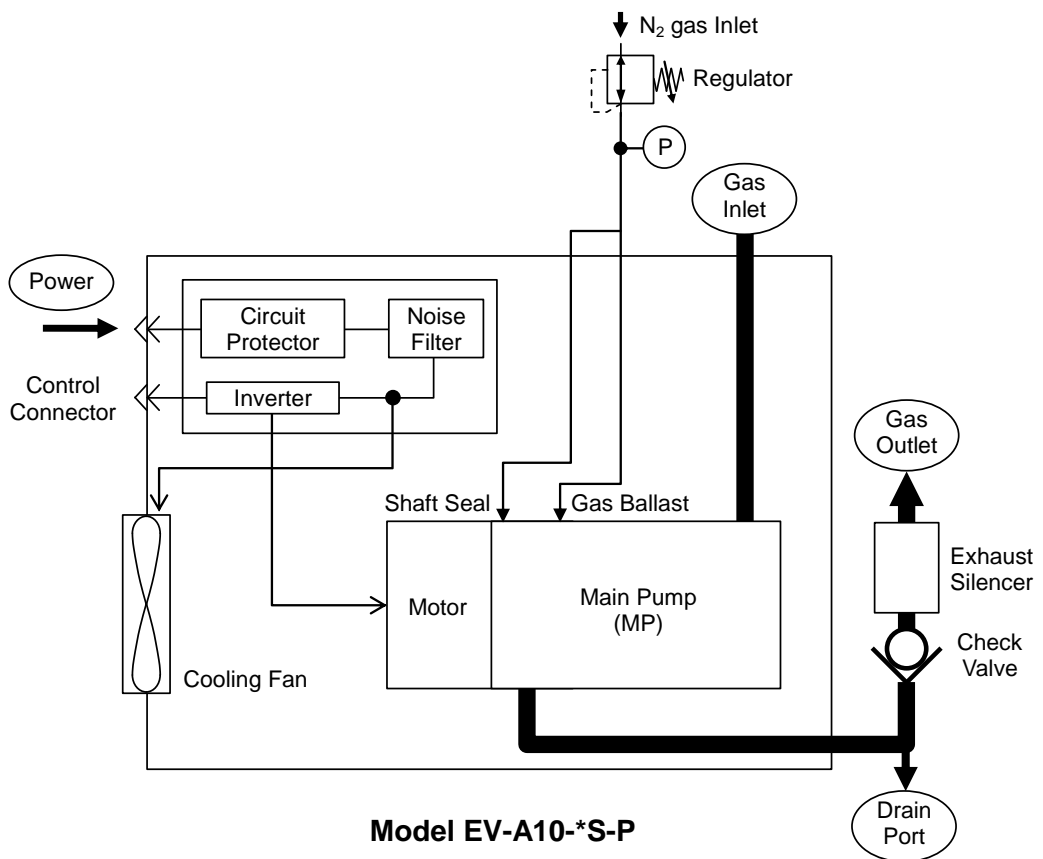 N₂ gas Inlet
Regulator
P
Gas
Inlet
Power
Circuit
Protector
Noise
Filter
Control
Connector
Inverter
Gas
Outlet
Shaft Seal
Gas Ballast
Exhaust
Silencer
Motor
Main Pump
(MP)
Check
Valve
Cooling Fan
Drain
Port
Model EV-A10-*S-P